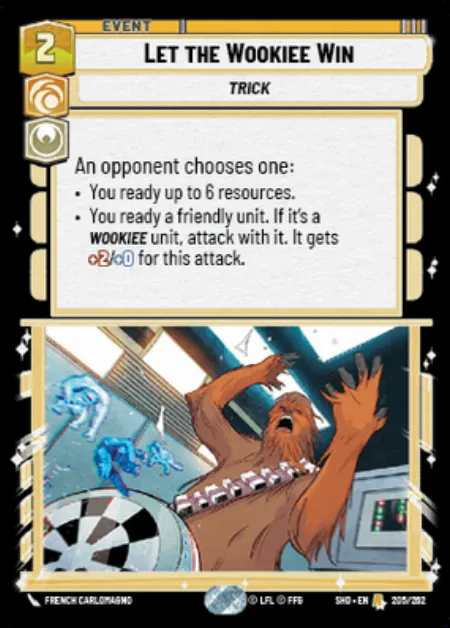 EVENT
2
LET THE WOOKIEE WIN
TRICK
An opponent chooses one:
• You ready up to 6 resources.
• You ready a friendly unit. If it's a
WOOKIEE unit, attack with it. It gets
+2/+0 for this attack.
FRENCH CARLOMAGNO
© LFL © FFG
SHD • EN
205/262